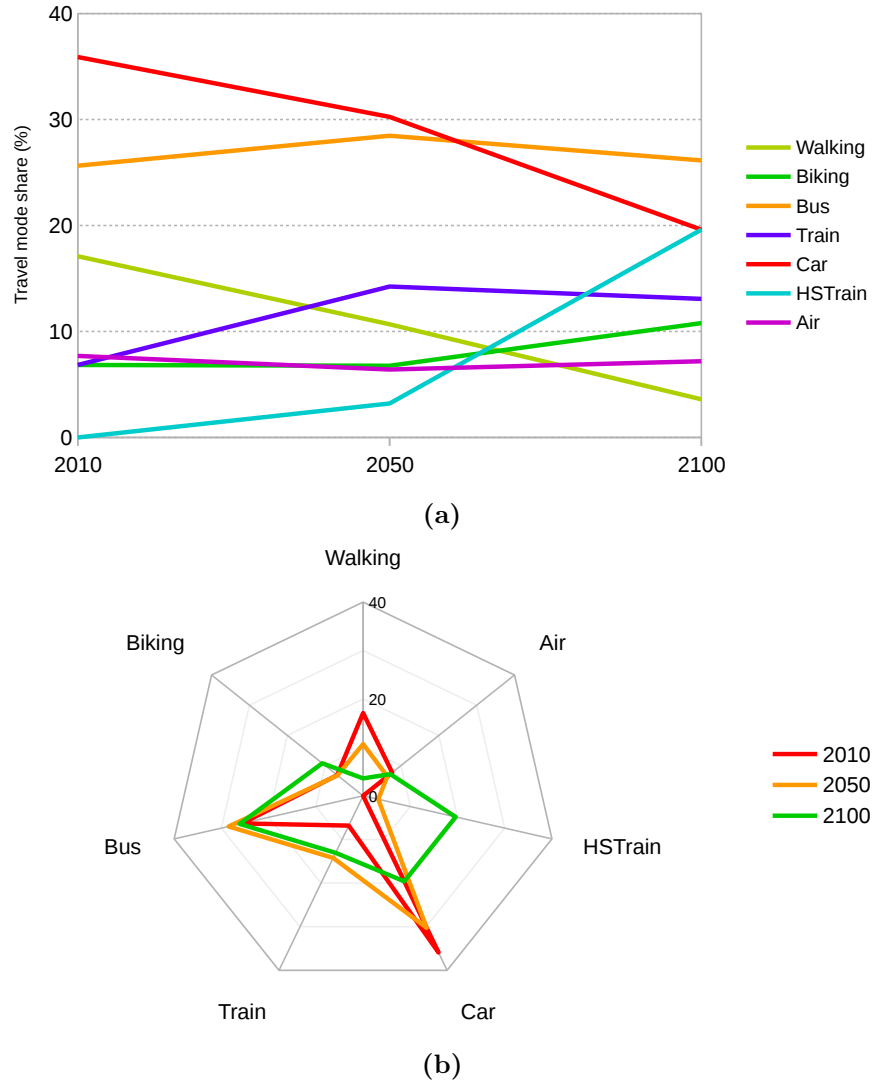 40
30
20
10
0
Travel mode share (%)
2010 2050 2100
Walking
Biking
Bus
Train
Car
HSTrain
Air
(a)
Walking
40
Biking Air
20
2010
2050
0
2100
Bus HSTrain
Train Car
(b)